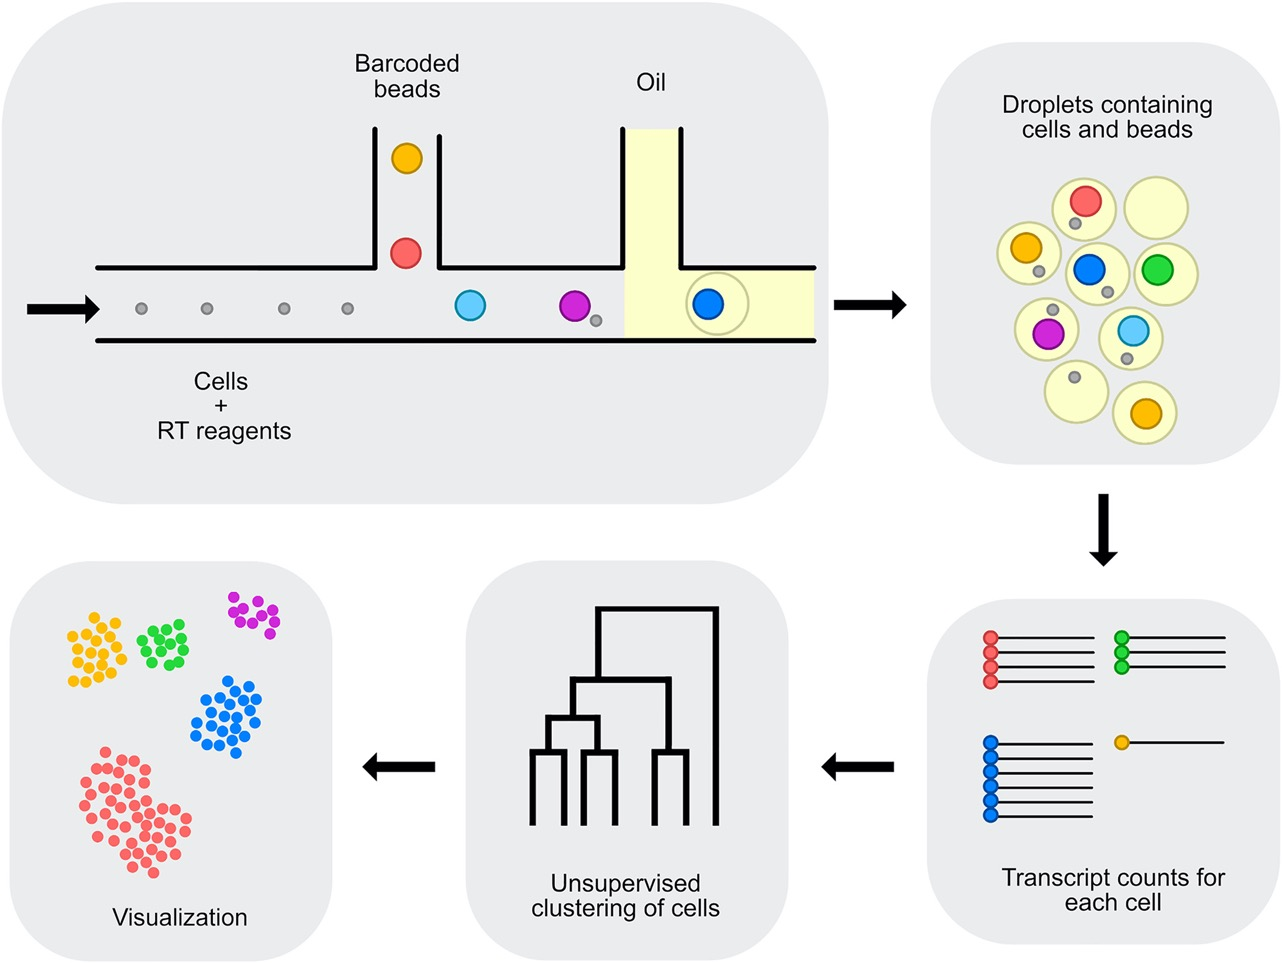 Barcoded
beads
Oil
Cells
+
RT reagents
Droplets containing
cells and beads
Transcript counts for
each cell
Unsupervised
clustering of cells
Visualization